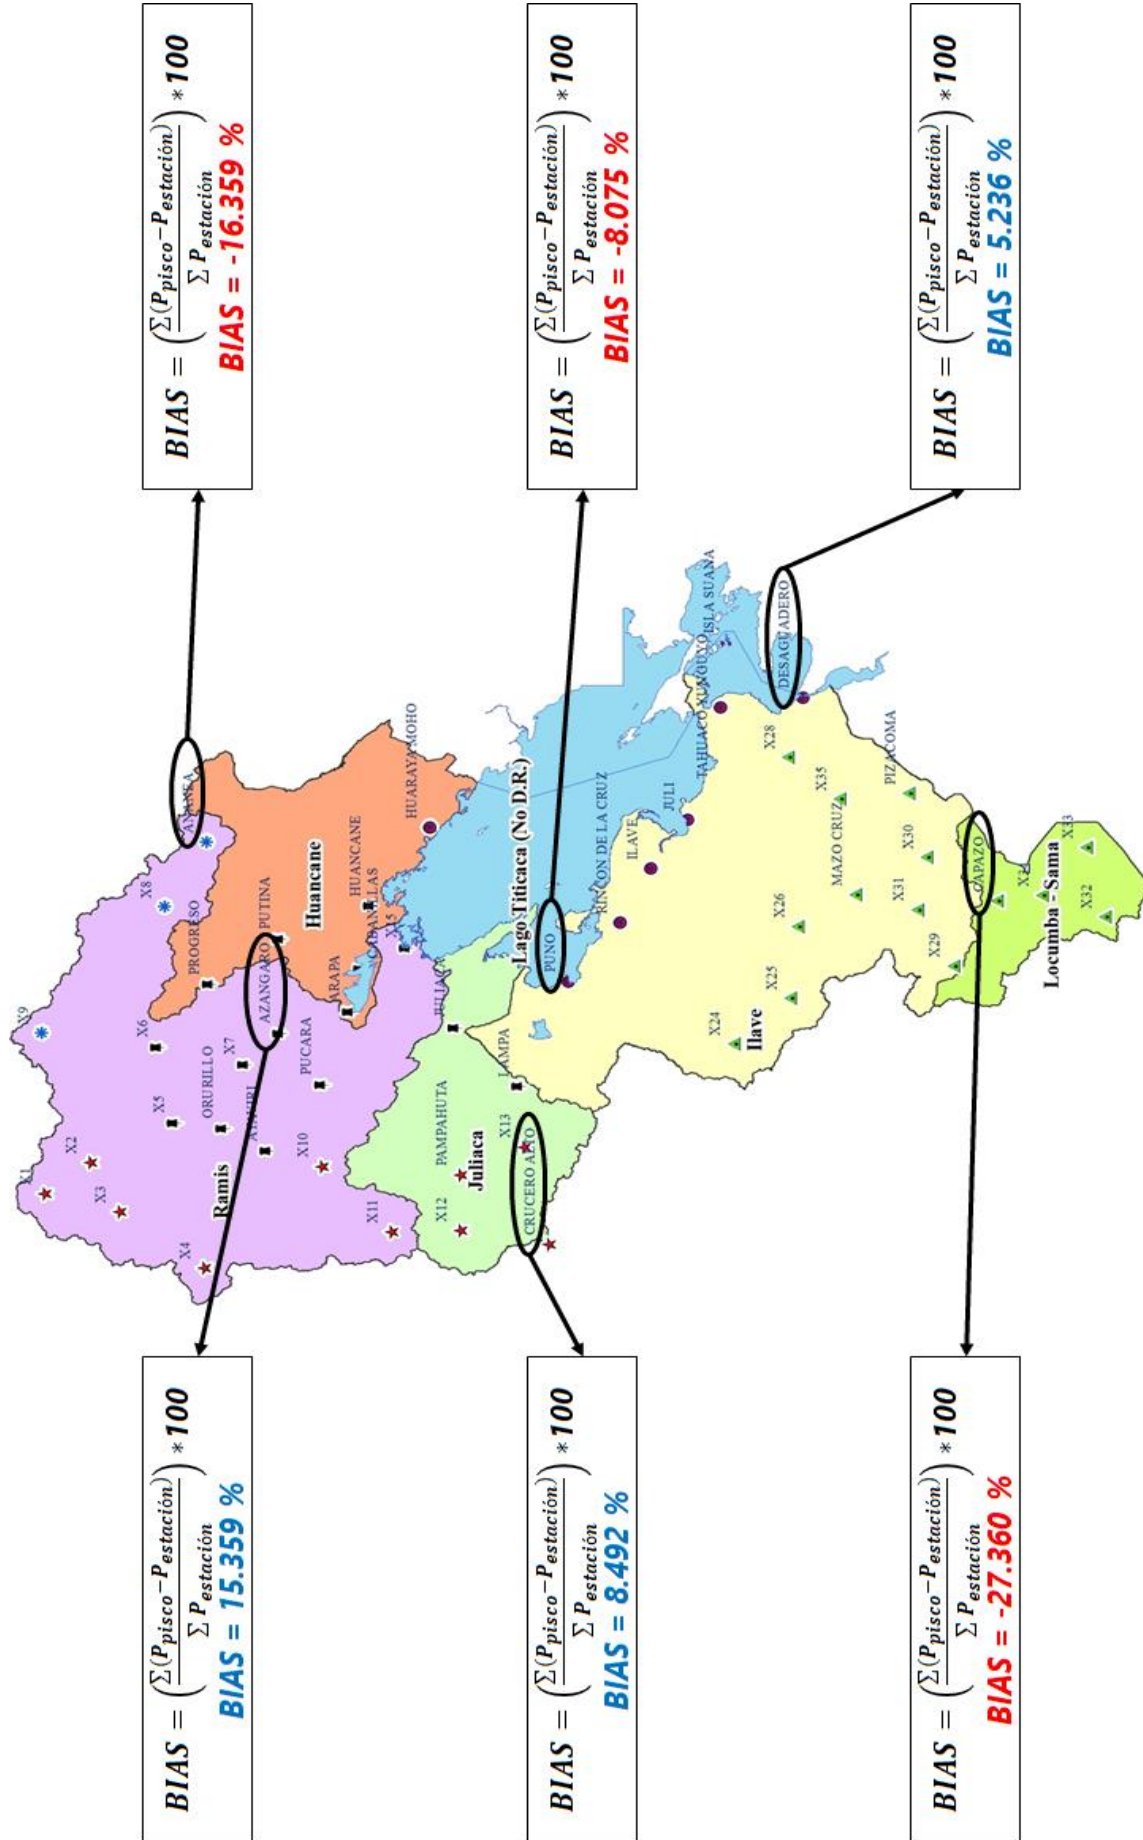 BIAS = (Σ(P_pisco−P_estación) / Σ P_estación) * 100
BIAS = 15.359 %
BIAS = (Σ(P_pisco−P_estación) / Σ P_estación) * 100
BIAS = -16.359 %
X1
X9
X2
X3
X5
X6
X8
X4
ORURILLO
PROGRESO
ANANEA
Ramis
X7
AYAVIRI
AZANGARO
PUTINA
X10
PUCARA
Huancane
ARAPA
HUANCANE
CABANILLAS
X11
X15
HUARAYA MOHO
X12
PAMPAHUTA
JULIACA
Juliaca
X13
LAMPA
Lago Titicaca (No D.R.)
BIAS = (Σ(P_pisco−P_estación) / Σ P_estación) * 100
BIAS = 8.492 %
BIAS = (Σ(P_pisco−P_estación) / Σ P_estación) * 100
BIAS = -8.075 %
CRUCERO ALTO
PUNO
RINCON DE LA CRUZ
ILAVE
JULI
TAHUACO YUNGUYO
ISLA SUANA
X24
Ilave
X25
X26
X28
DESAGUADERO
X35
MAZO CRUZ
PIZACOMA
X31
X30
X29
CAPAZO
Locumba - Sama
X32
X33
BIAS = (Σ(P_pisco−P_estación) / Σ P_estación) * 100
BIAS = -27.360 %
BIAS = (Σ(P_pisco−P_estación) / Σ P_estación) * 100
BIAS = 5.236 %